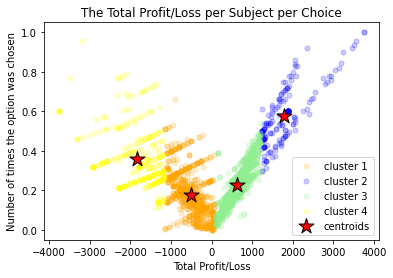 The Total Profit/Loss per Subject per Choice
Number of times the option was chosen
1.0
0.8
0.6
0.4
0.2
0.0
cluster 1
cluster 2
cluster 3
cluster 4
centroids
−4000 −3000 −2000 −1000 0 1000 2000 3000 4000
Total Profit/Loss